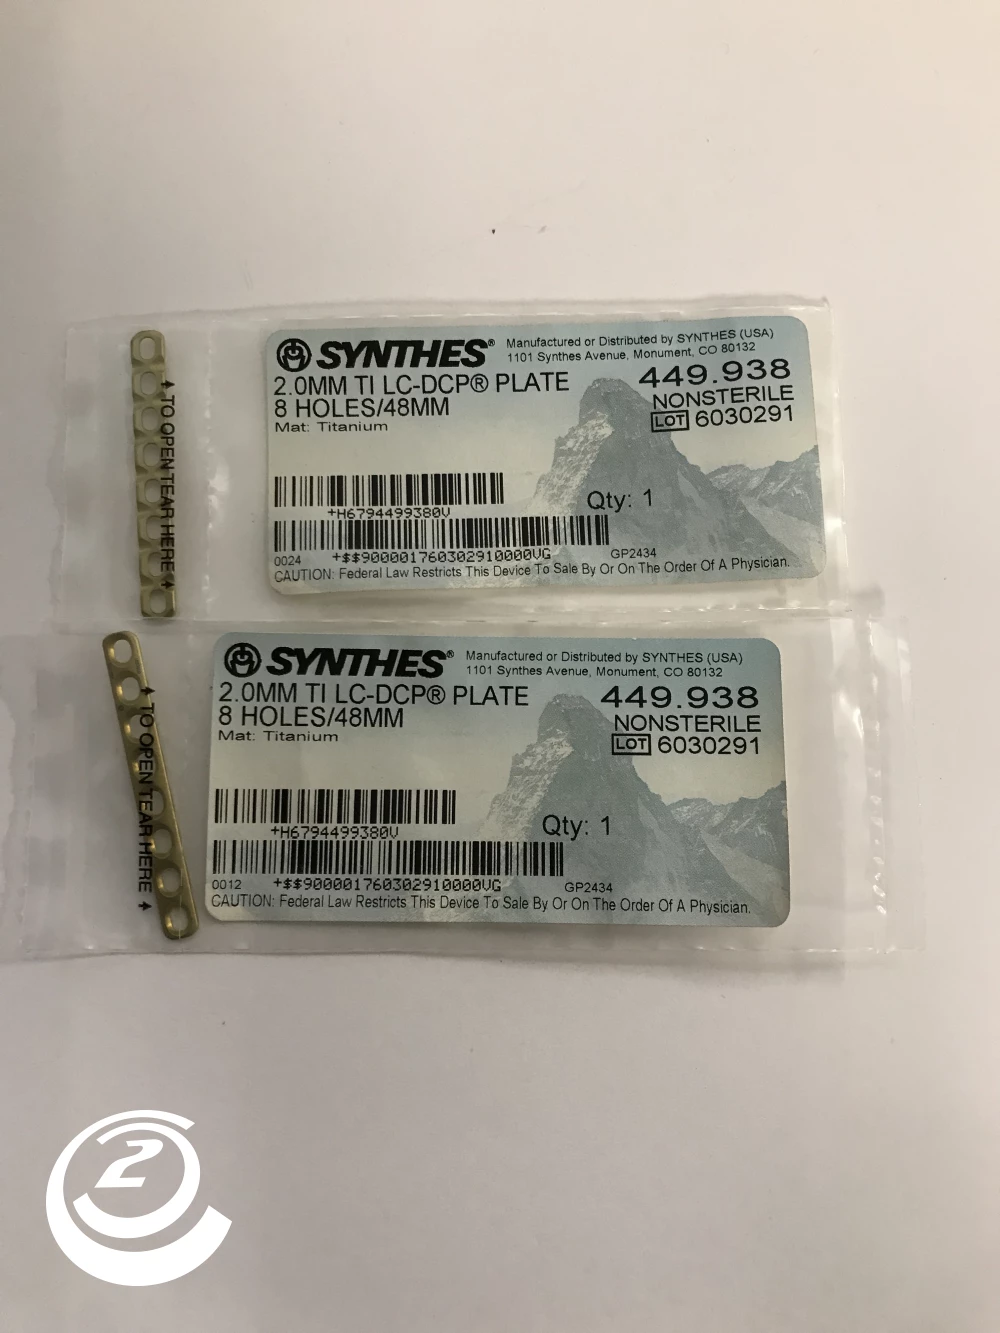 SYNTHES®
Manufactured or Distributed by SYNTHES (USA)
1101 Synthes Avenue, Monument, CO 80132
2.0MM TI LC-DCP® PLATE
8 HOLES/48MM
Mat: Titanium
449.938
NONSTERILE
LOT 6030291
Qty: 1
+H6794499380V
0024 +$$900001760302910000VG GP2434
CAUTION: Federal Law Restricts This Device To Sale By Or On The Order Of A Physician.
TO OPEN TEAR HERE
SYNTHES®
Manufactured or Distributed by SYNTHES (USA)
1101 Synthes Avenue, Monument, CO 80132
2.0MM TI LC-DCP® PLATE
8 HOLES/48MM
Mat: Titanium
449.938
NONSTERILE
LOT 6030291
Qty: 1
+H6794499380V
0012 +$$900001760302910000VG GP2434
CAUTION: Federal Law Restricts This Device To Sale By Or On The Order Of A Physician.
TO OPEN TEAR HERE
2